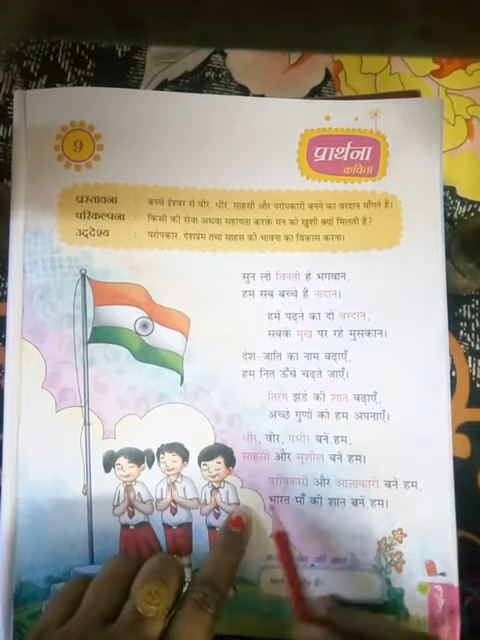 9
प्रार्थना
कविता
प्रस्तावना : बच्चे ईश्वर से वीर, धीर, साहसी और परोपकारी बनने का वरदान माँगते हैं।
परिकल्पना : किसी की सेवा अथवा सहायता करके मन को खुशी क्यों मिलती है?
उद्देश्य : परोपकार, देशप्रेम तथा साहस की भावना का विकास करना।
सुन लो विनती हे भगवान,
हम सब बच्चे हैं नादान।
हमें पढ़ने का दो वरदान,
सबके मुख पर रहे मुसकान।
देश-जाति का नाम बढ़ाएँ,
हम नित ऊँचे चढ़ते जाएँ।
तिरंगे झंडे की शान बढ़ाएँ,
अच्छे गुणों को हम अपनाएँ।
धीर, वीर, गंभीर बनें हम,
साहसी और सुशील बनें हम।
परोपकारी और आज्ञाकारी बनें हम,
भारत माँ की शान बनें हम।